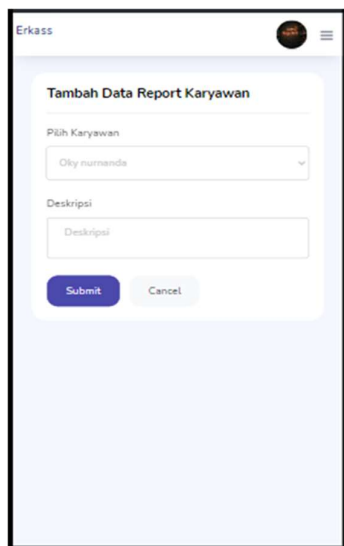 Erkass
Tambah Data Report Karyawan
Pilih Karyawan
Oky nurnanda
Deskripsi
Deskripsi
Submit
Cancel